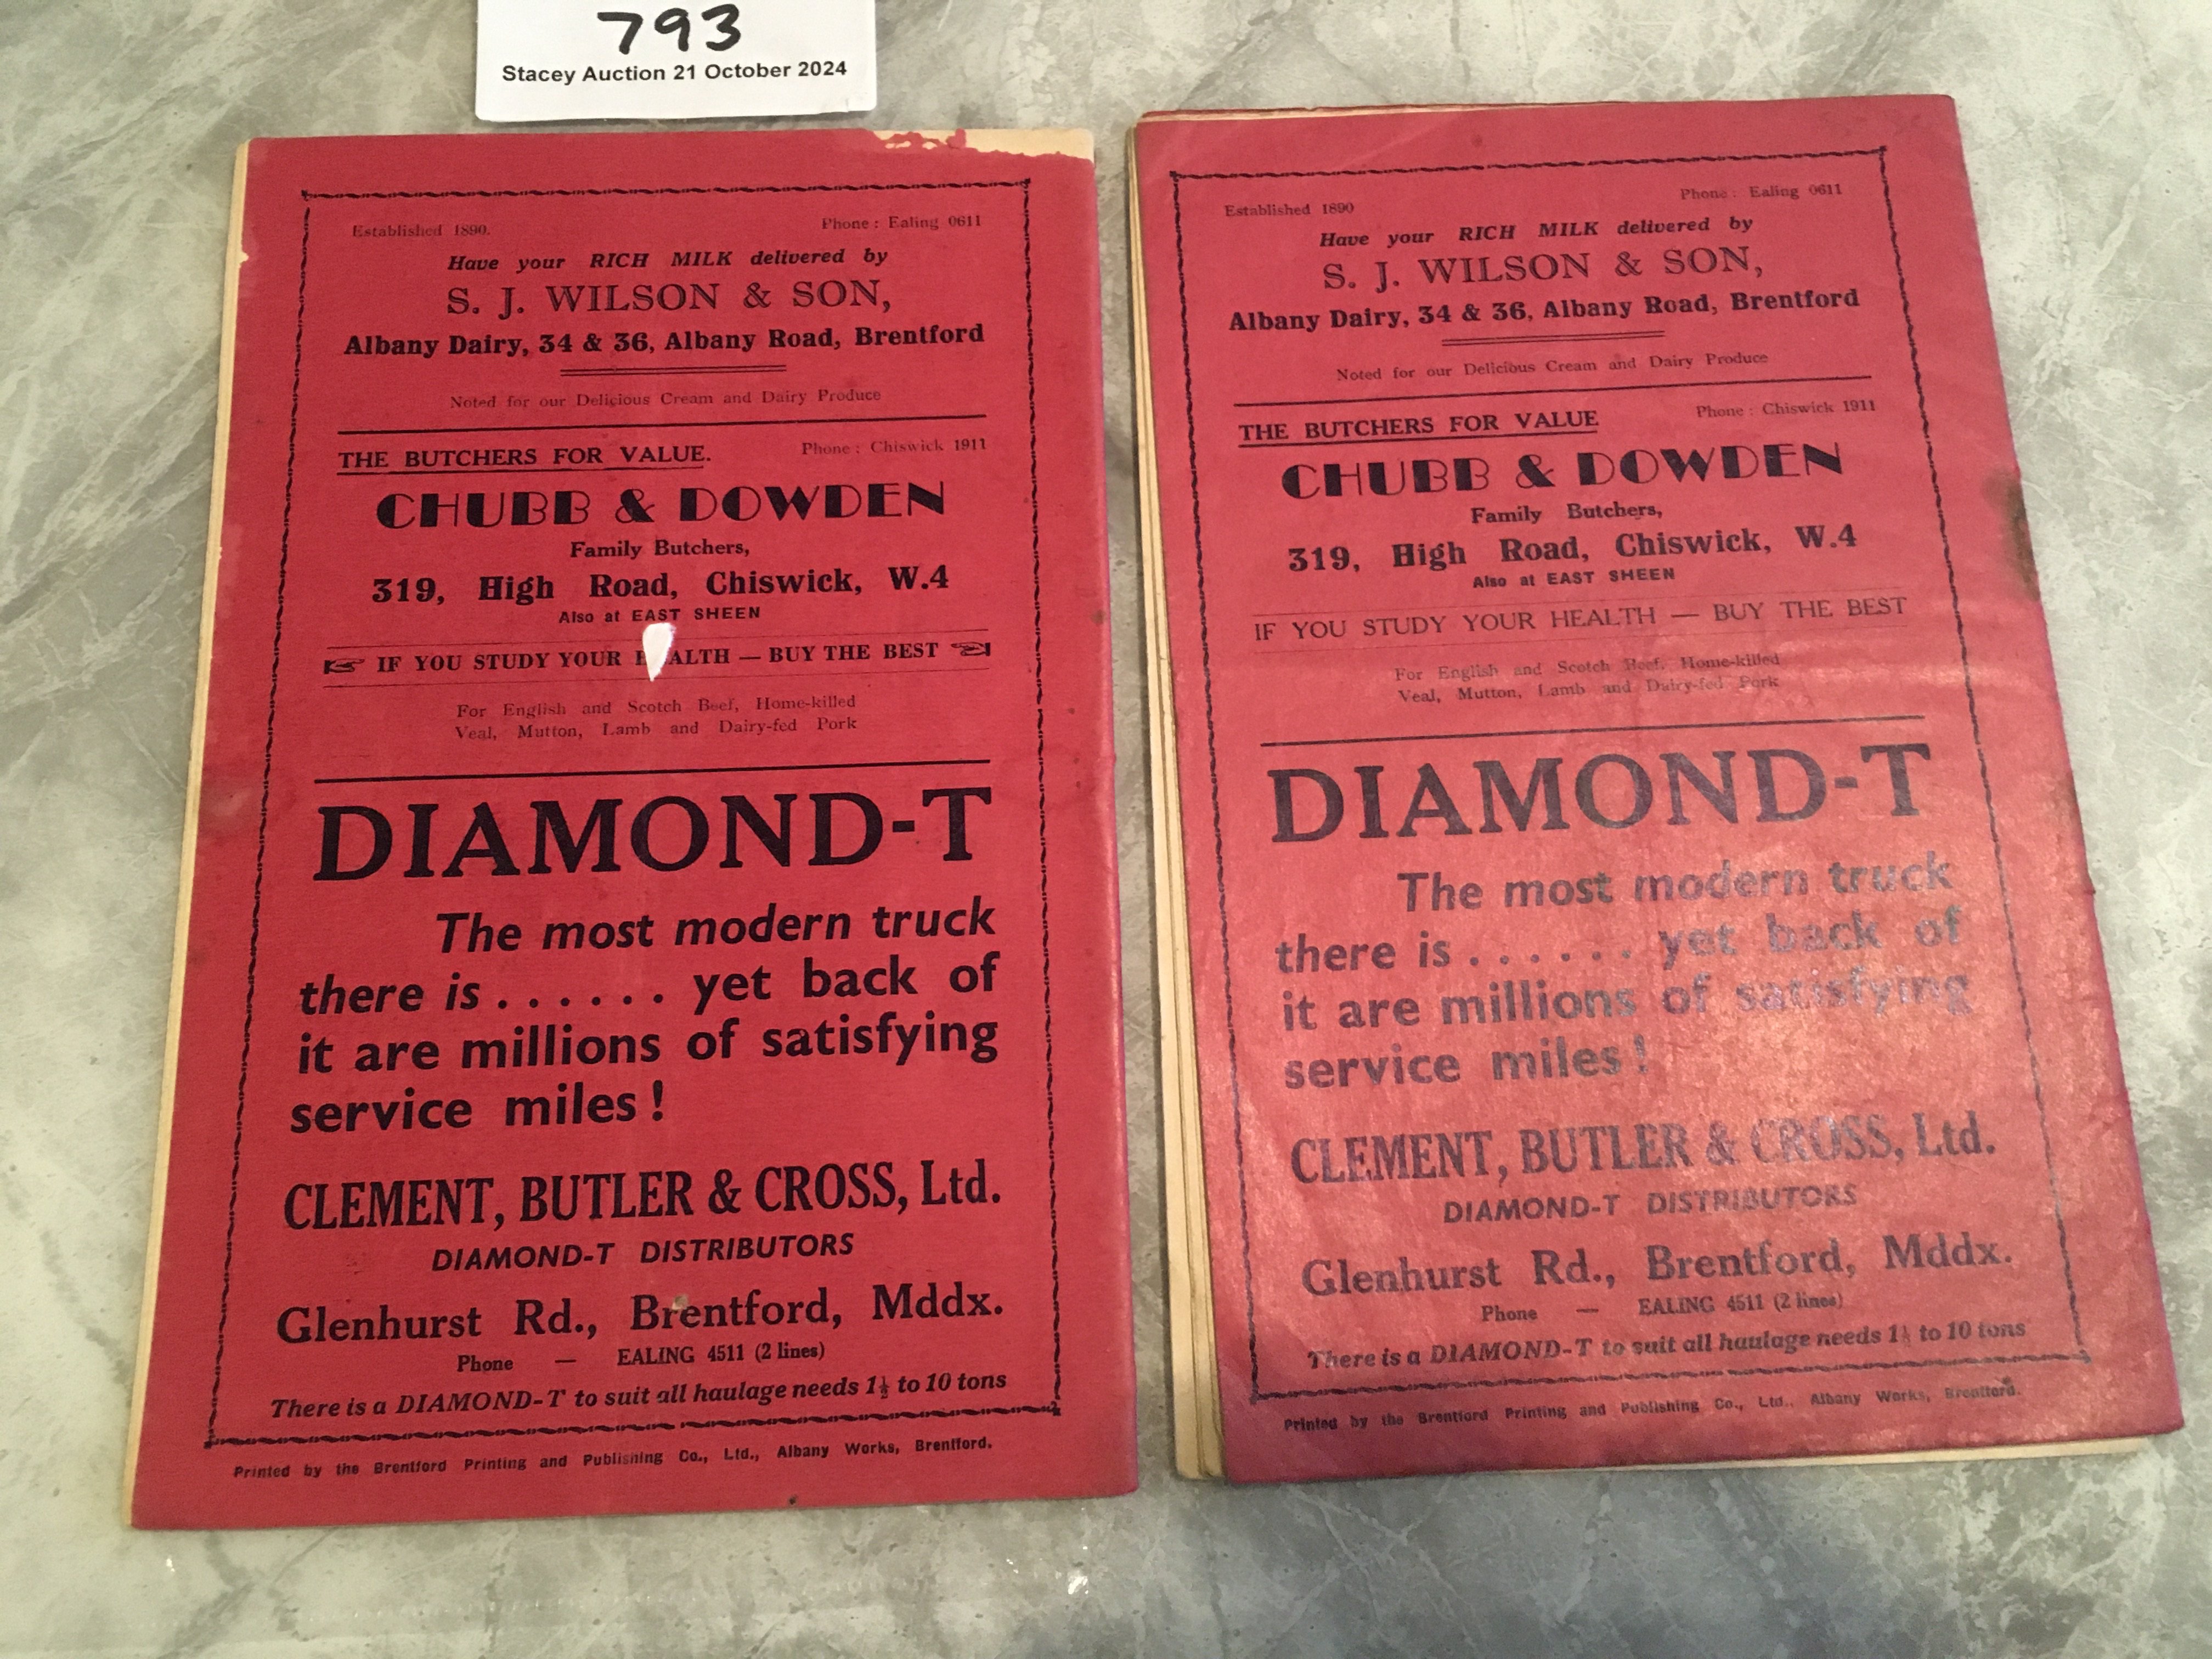 793
Stacey Auction 21 October 2024
Established 1890.
Phone : Ealing 0611
Have your RICH MILK delivered by
S. J. WILSON & SON,
Albany Dairy, 34 & 36, Albany Road, Brentford
Noted for our Delicious Cream and Dairy Produce
THE BUTCHERS FOR VALUE.
Phone : Chiswick 1911
CHUBB & DOWDEN
Family Butchers,
319, High Road, Chiswick, W.4
Also at EAST SHEEN
IF YOU STUDY YOUR H ALTH — BUY THE BEST
For English and Scotch Beef, Home-killed
Veal, Mutton, Lamb and Dairy-fed Pork
DIAMOND-T
The most modern truck
there is . . . . . . yet back of
it are millions of satisfying
service miles !
CLEMENT, BUTLER & CROSS, Ltd.
DIAMOND-T DISTRIBUTORS
Glenhurst Rd., Brentford, Mddx.
Phone — EALING 4511 (2 lines)
There is a DIAMOND-T to suit all haulage needs 1½ to 10 tons
Printed by the Brentford Printing and Publishing Co., Ltd., Albany Works, Brentford.
Established 1890
Phone : Ealing 0611
Have your RICH MILK delivered by
S. J. WILSON & SON,
Albany Dairy, 34 & 36, Albany Road, Brentford
Noted for our Delicious Cream and Dairy Produce
THE BUTCHERS FOR VALUE
Phone : Chiswick 1911
CHUBB & DOWDEN
Family Butchers,
319, High Road, Chiswick, W.4
Also at EAST SHEEN
IF YOU STUDY YOUR HEALTH — BUY THE BEST
For English and Scotch Beef, Home-killed
Veal, Mutton, Lamb and Dairy-fed Pork
DIAMOND-T
The most modern truck
there is . . . . . . yet back of
it are millions of satisfying
service miles !
CLEMENT, BUTLER & CROSS, Ltd.
DIAMOND-T DISTRIBUTORS
Glenhurst Rd., Brentford, Mddx.
Phone — EALING 4511 (2 lines)
There is a DIAMOND-T to suit all haulage needs 1½ to 10 tons
Printed by the Brentford Printing and Publishing Co., Ltd., Albany Works, Brentford.